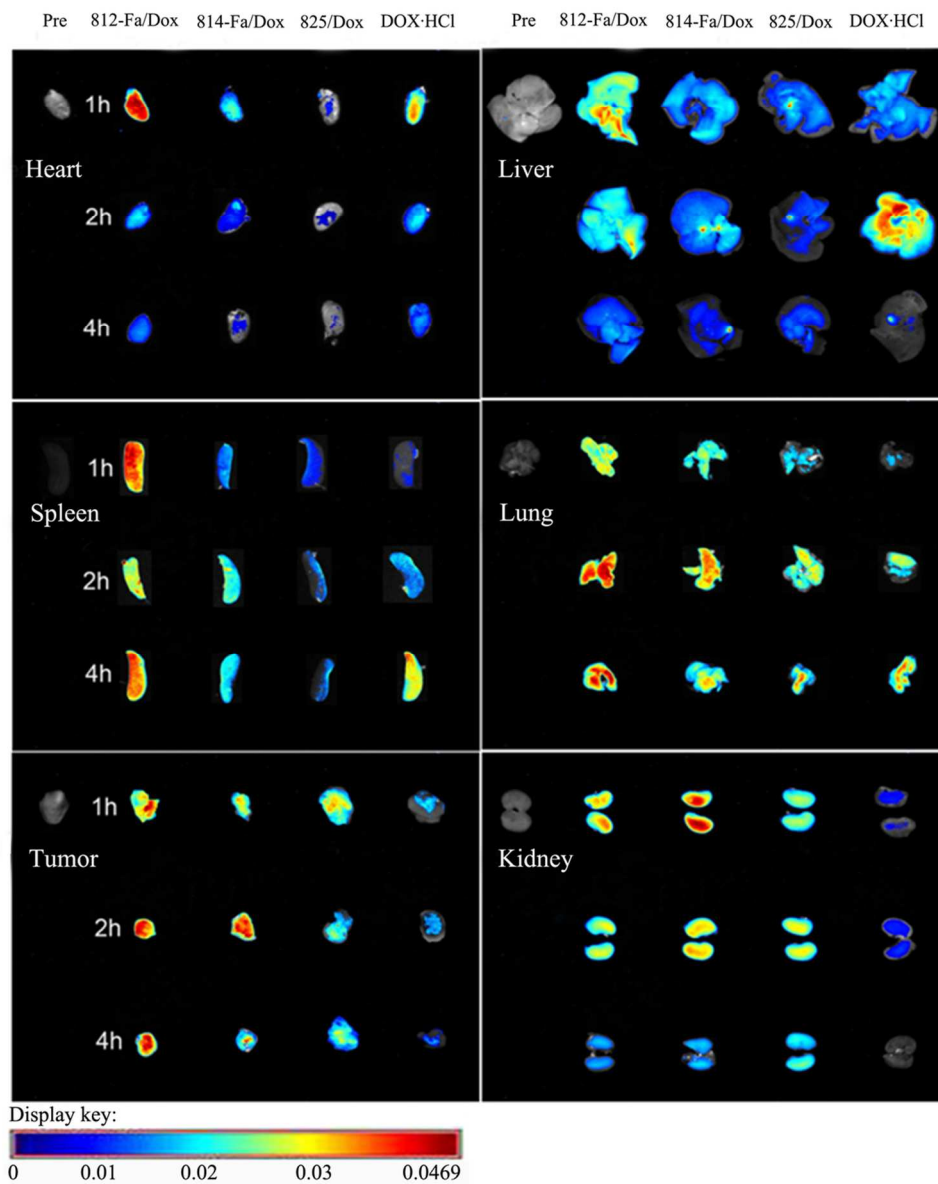 Pre 812-Fa/Dox 814-Fa/Dox 825/Dox DOX·HCl Pre 812-Fa/Dox 814-Fa/Dox 825/Dox DOX·HCl
1h
Heart
2h
4h
Liver
1h
Spleen
2h
4h
Lung
1h
Tumor
2h
4h
Kidney
Display key:
0 0.01 0.02 0.03 0.0469